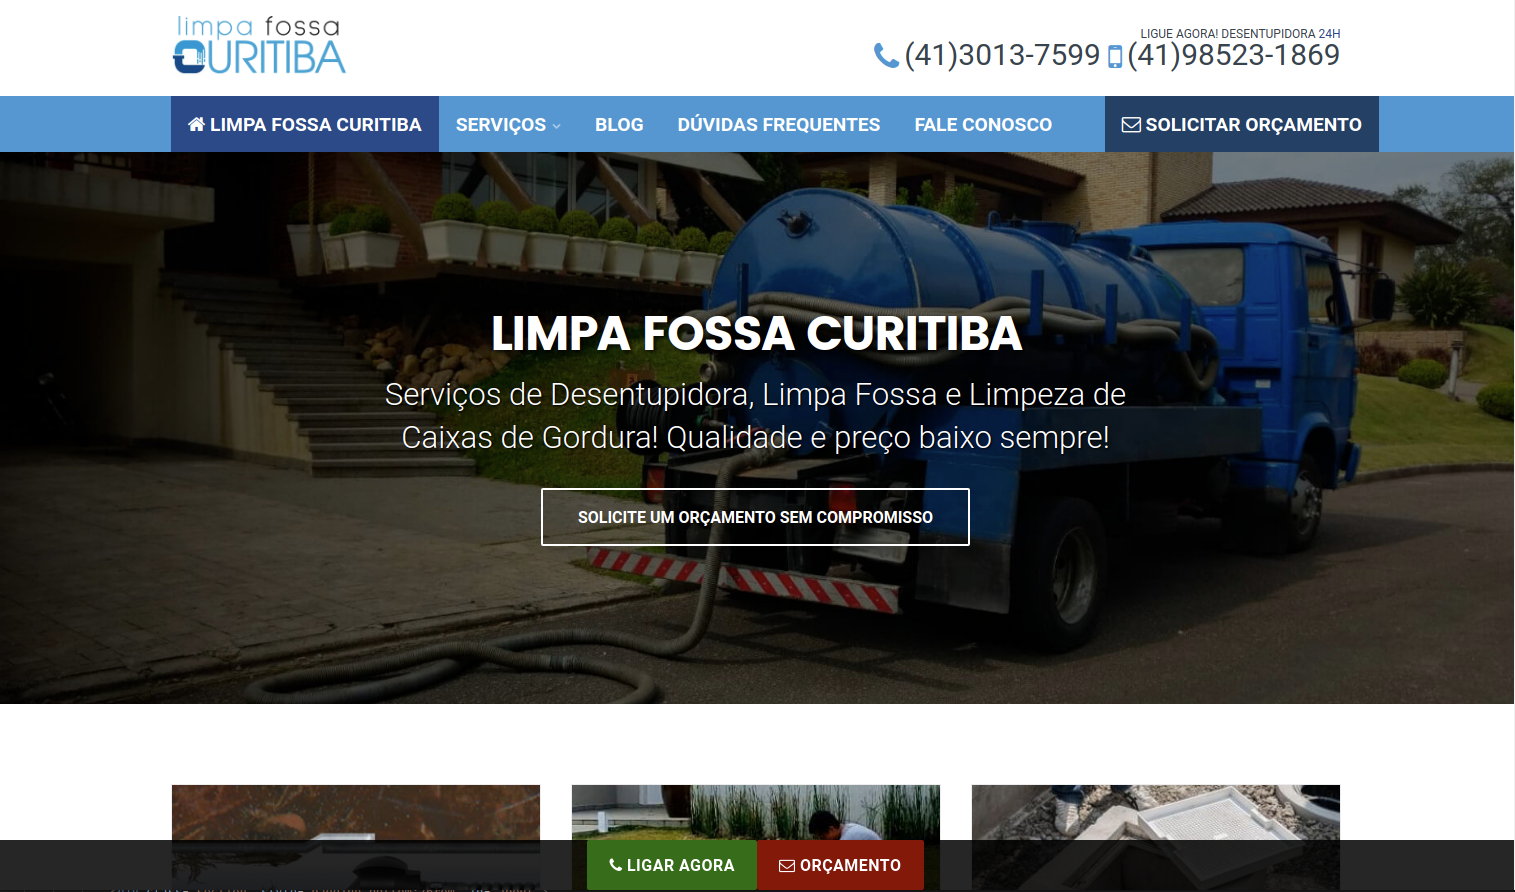 limpa fossa
CURITIBA
LIGUE AGORA! DESENTUPIDORA 24H
(41)3013-7599 (41)98523-1869
LIMPA FOSSA CURITIBA
SERVIÇOS
BLOG
DÚVIDAS FREQUENTES
FALE CONOSCO
SOLICITAR ORÇAMENTO
LIMPA FOSSA CURITIBA
Serviços de Desentupidora, Limpa Fossa e Limpeza de
Caixas de Gordura! Qualidade e preço baixo sempre!
SOLICITE UM ORÇAMENTO SEM COMPROMISSO
LIGAR AGORA
ORÇAMENTO